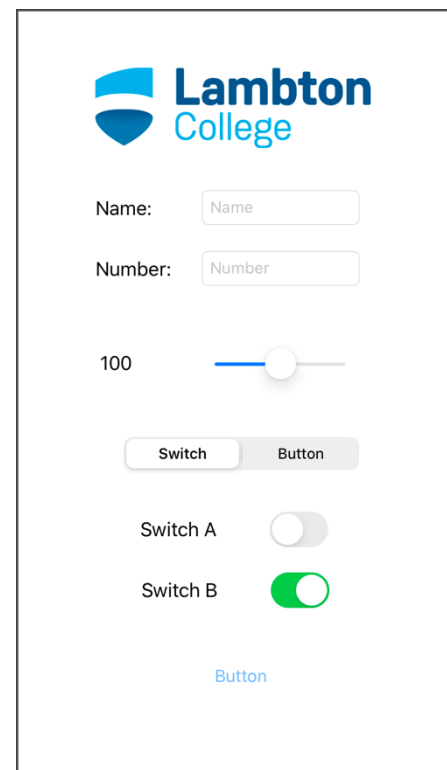 Lambton
College
Name: Name
Number: Number
100
Switch Button
Switch A
Switch B
Button